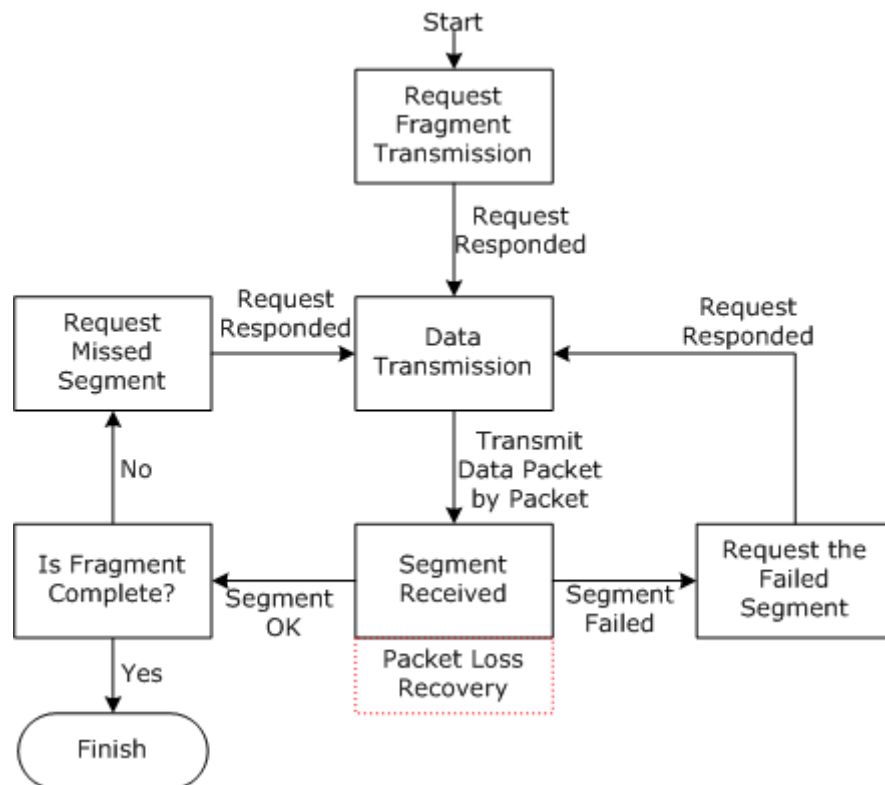 Start
Request
Fragment
Transmission
Request
Responded
Request
Missed
Segment
Request
Responded
Data
Transmission
Request
Responded
No
Transmit
Data Packet
by Packet
Is Fragment
Complete?
Segment
OK
Segment
Received
Segment
Failed
Request the
Failed
Segment
Packet Loss
Recovery
Yes
Finish